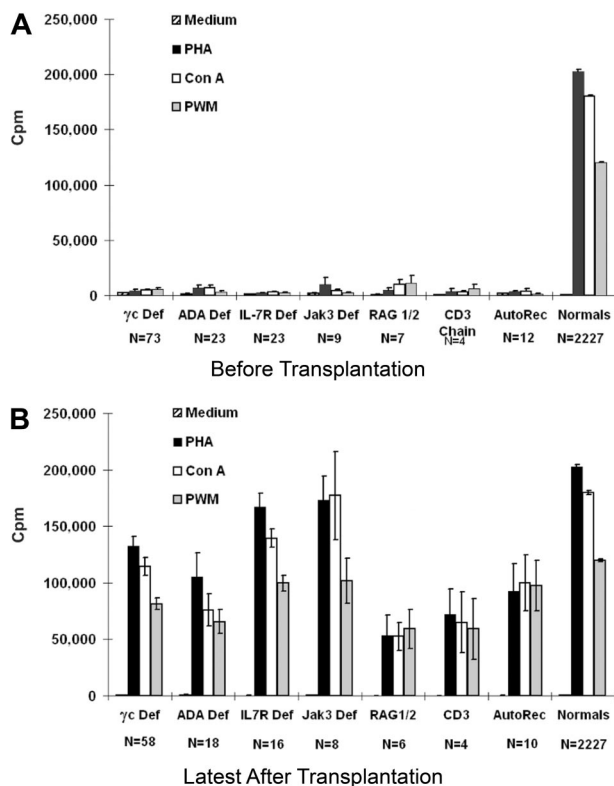 A
Medium
PHA
Con A
PWM
Cpm
250,000
200,000
150,000
100,000
50,000
0
γc Def ADA Def IL-7R Def Jak3 Def RAG 1/2 CD3 Chain AutoRec Normals
N=73 N=23 N=23 N=9 N=7 N=4 N=12 N=2227
Before Transplantation
B
Medium
PHA
Con A
PWM
Cpm
250,000
200,000
150,000
100,000
50,000
0
γc Def ADA Def IL7R Def Jak3 Def RAG1/2 CD3 AutoRec Normals
N=58 N=18 N=16 N=8 N=6 N=4 N=10 N=2227
Latest After Transplantation